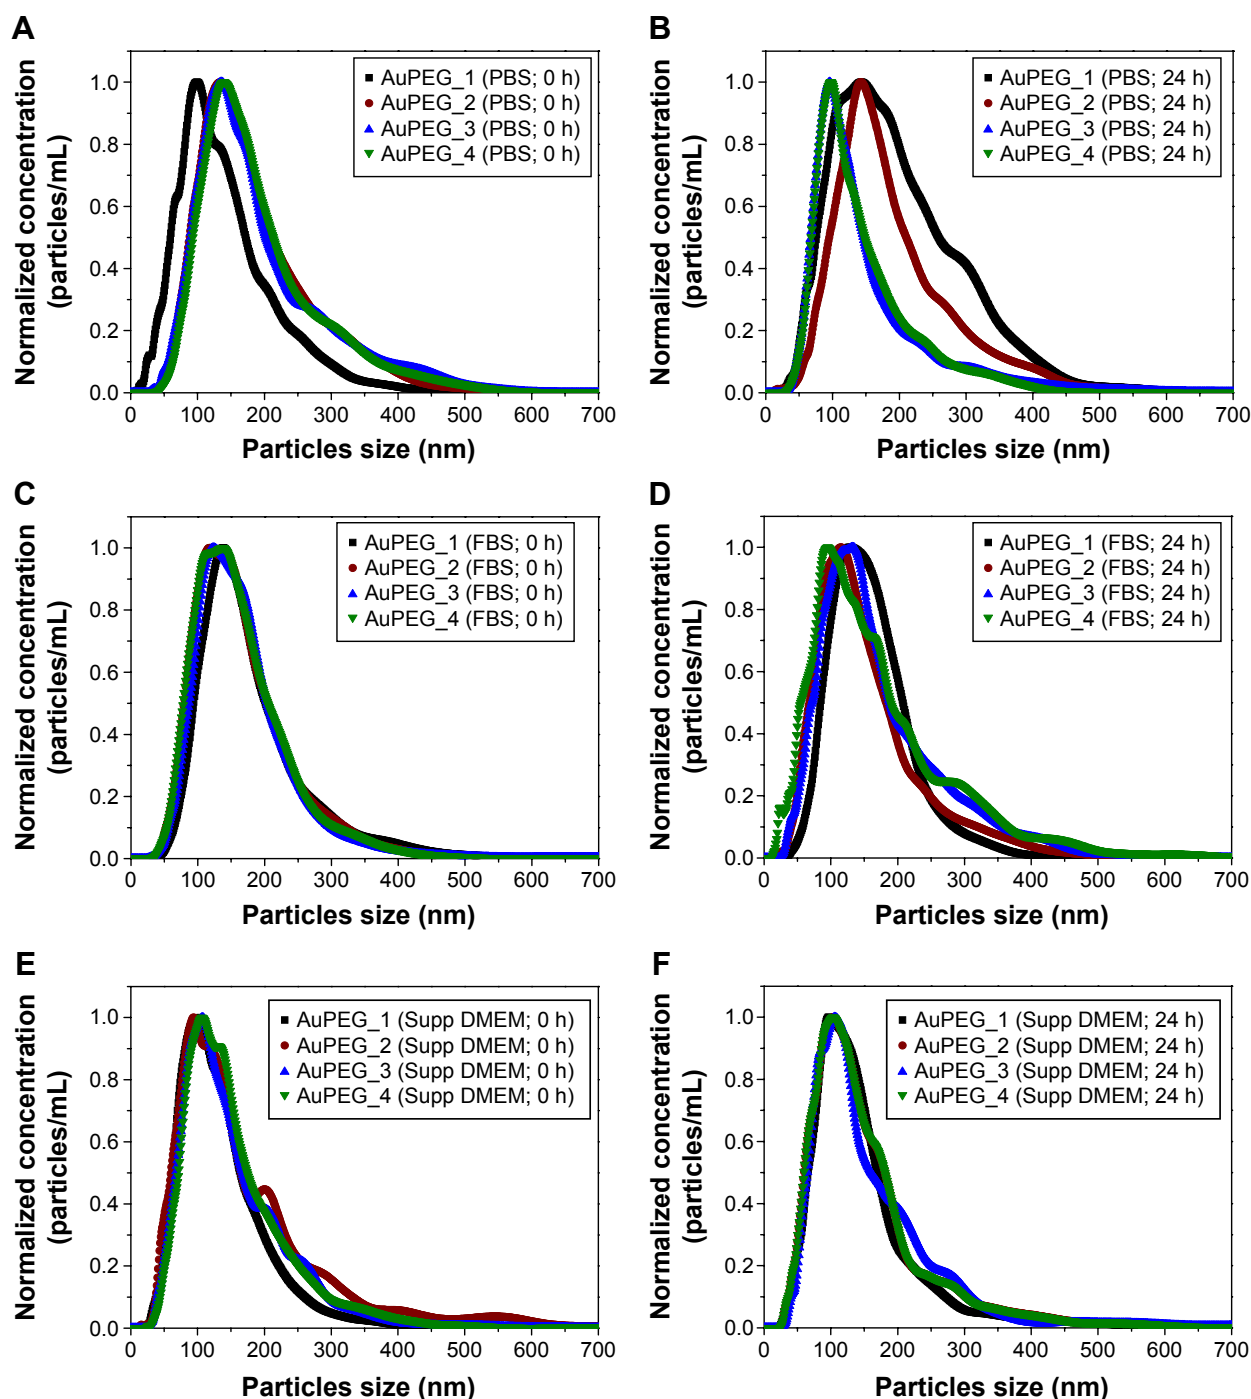 A
Normalized concentration
(particles/mL)
1.0
0.8
0.6
0.4
0.2
0.0
AuPEG_1 (PBS; 0 h)
AuPEG_2 (PBS; 0 h)
AuPEG_3 (PBS; 0 h)
AuPEG_4 (PBS; 0 h)
0 100 200 300 400 500 600 700
Particles size (nm)
B
Normalized concentration
(particles/mL)
1.0
0.8
0.6
0.4
0.2
0.0
AuPEG_1 (PBS; 24 h)
AuPEG_2 (PBS; 24 h)
AuPEG_3 (PBS; 24 h)
AuPEG_4 (PBS; 24 h)
0 100 200 300 400 500 600 700
Particles size (nm)
C
Normalized concentration
(particles/mL)
1.0
0.8
0.6
0.4
0.2
0.0
AuPEG_1 (FBS; 0 h)
AuPEG_2 (FBS; 0 h)
AuPEG_3 (FBS; 0 h)
AuPEG_4 (FBS; 0 h)
0 100 200 300 400 500 600 700
Particles size (nm)
D
Normalized concentration
(particles/mL)
1.0
0.8
0.6
0.4
0.2
0.0
AuPEG_1 (FBS; 24 h)
AuPEG_2 (FBS; 24 h)
AuPEG_3 (FBS; 24 h)
AuPEG_4 (FBS; 24 h)
0 100 200 300 400 500 600 700
Particles size (nm)
E
Normalized concentration
(particles/mL)
1.0
0.8
0.6
0.4
0.2
0.0
AuPEG_1 (Supp DMEM; 0 h)
AuPEG_2 (Supp DMEM; 0 h)
AuPEG_3 (Supp DMEM; 0 h)
AuPEG_4 (Supp DMEM; 0 h)
0 100 200 300 400 500 600 700
Particles size (nm)
F
Normalized concentration
(particles/mL)
1.0
0.8
0.6
0.4
0.2
0.0
AuPEG_1 (Supp DMEM; 24 h)
AuPEG_2 (Supp DMEM; 24 h)
AuPEG_3 (Supp DMEM; 24 h)
AuPEG_4 (Supp DMEM; 24 h)
0 100 200 300 400 500 600 700
Particles size (nm)